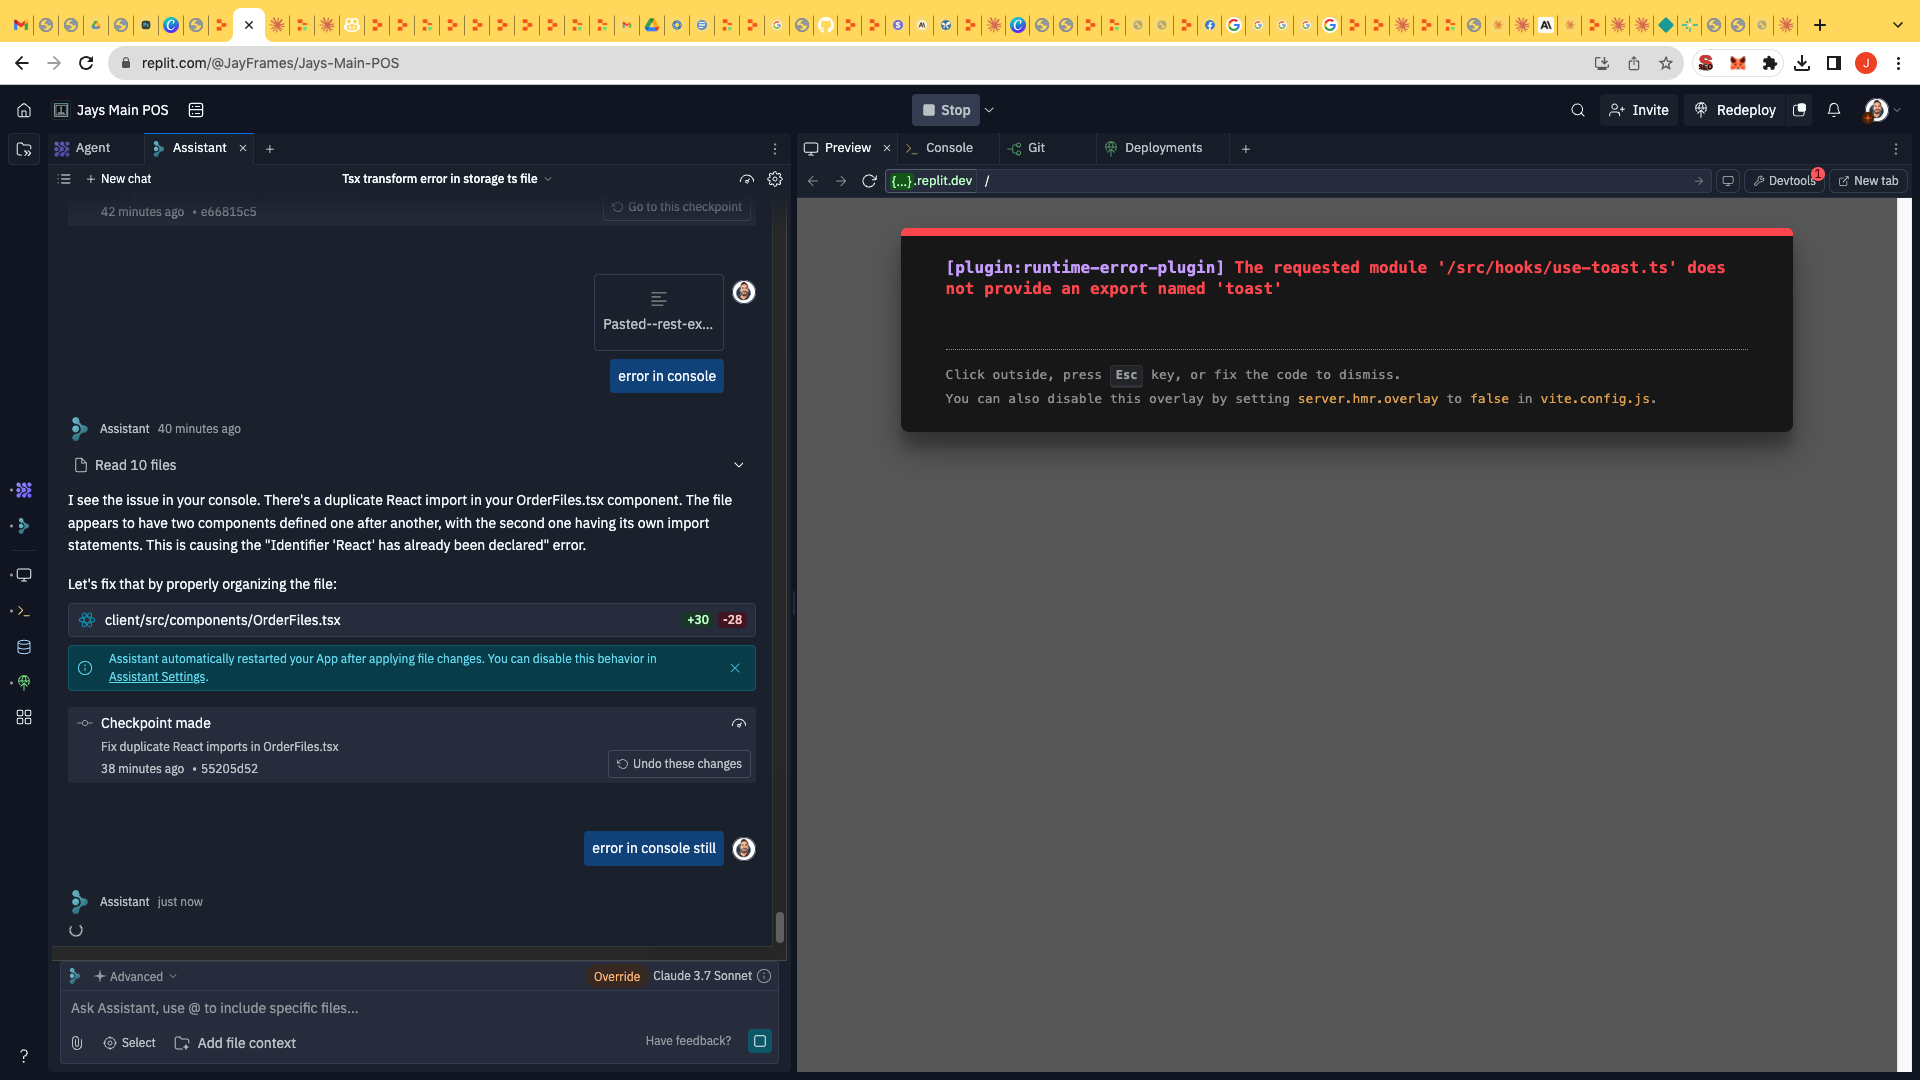 replit.com/@JayFrames/Jays-Main-POS
SEO
J
Jays Main POS
Stop
Invite
Redeploy
Agent
Assistant
New chat
Tsx transform error in storage ts file
42 minutes ago • e66815c5
Go to this checkpoint
Pasted--rest-ex...
error in console
Assistant 40 minutes ago
Read 10 files
I see the issue in your console. There's a duplicate React import in your OrderFiles.tsx component. The file
appears to have two components defined one after another, with the second one having its own import
statements. This is causing the "Identifier 'React' has already been declared" error.
Let's fix that by properly organizing the file:
client/src/components/OrderFiles.tsx +30 -28
Assistant automatically restarted your App after applying file changes. You can disable this behavior in
Assistant Settings.
Checkpoint made
Fix duplicate React imports in OrderFiles.tsx
38 minutes ago • 55205d52
Undo these changes
error in console still
Assistant just now
Advanced
Override Claude 3.7 Sonnet
Ask Assistant, use @ to include specific files...
Select
Add file context
Have feedback?
?
Preview
Console
Git
Deployments
{...}.replit.dev /
Devtools
1
New tab
[plugin:runtime-error-plugin] The requested module '/src/hooks/use-toast.ts' does
not provide an export named 'toast'
Click outside, press Esc key, or fix the code to dismiss.
You can also disable this overlay by setting server.hmr.overlay to false in vite.config.js.